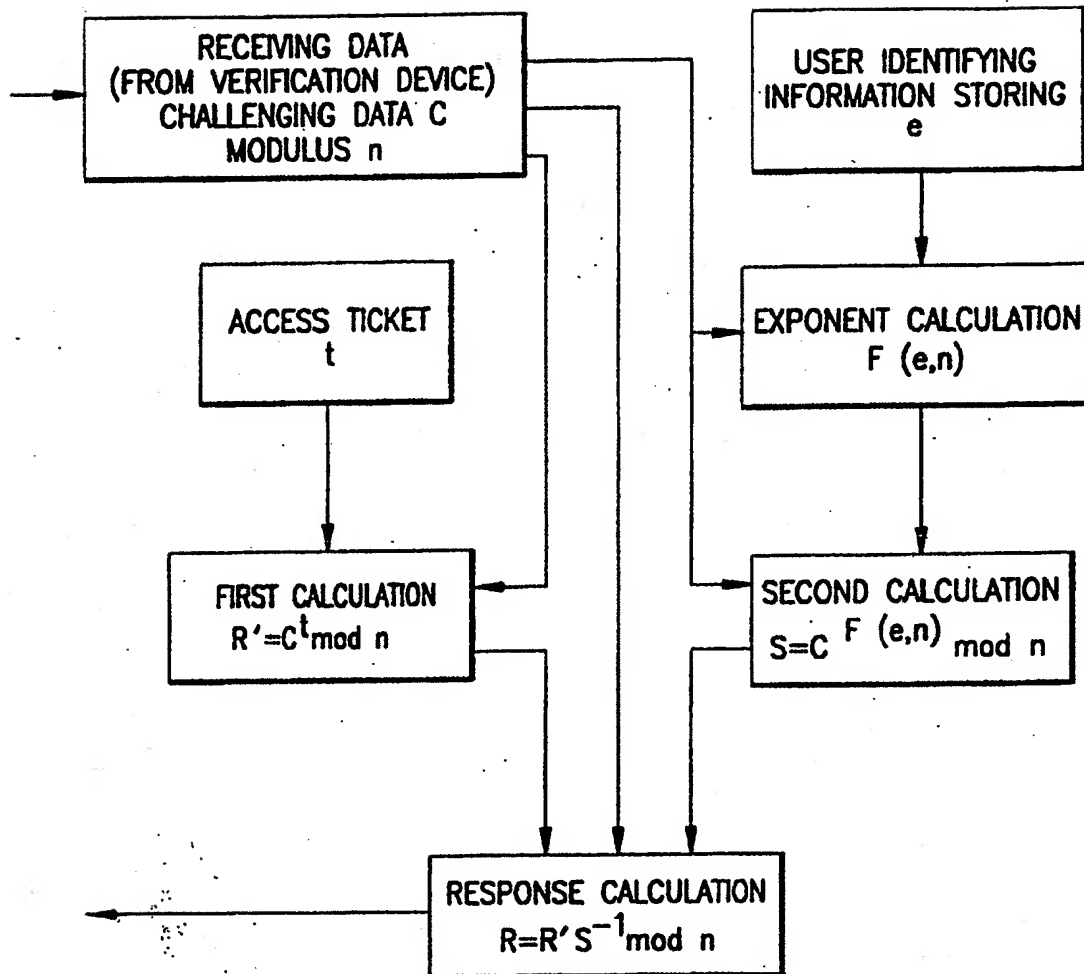 RECEIVING DATA
(FROM VERIFICATION DEVICE)
CHALLENGING DATA C
MODULUS n
USER IDENTIFYING
INFORMATION STORING
e
ACCESS TICKET
t
EXPONENT CALCULATION
F (e,n)
FIRST CALCULATION
R'=C^t mod n
SECOND CALCULATION
S=C^F (e,n) mod n
RESPONSE CALCULATION
R=R'S^-1 mod n